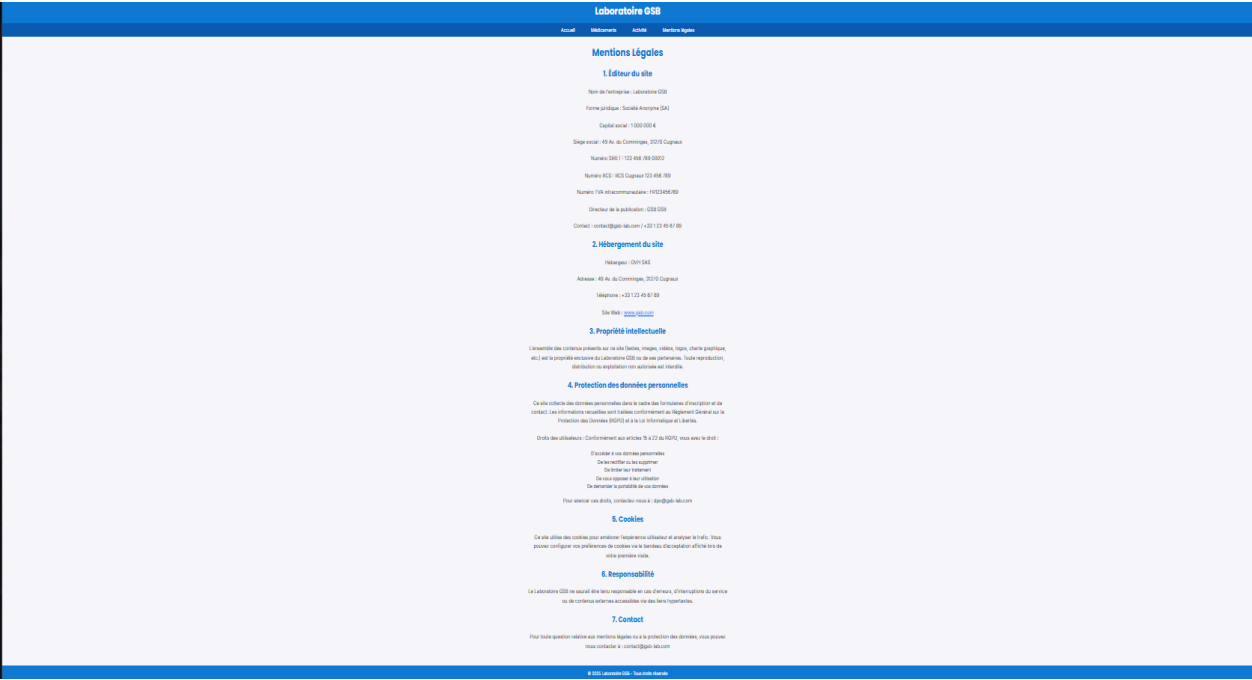 Laboratoire GSB
Accueil Médicaments Activité Mentions légales
Mentions Légales
1. Éditeur du site
Nom de l'entreprise : Laboratoire GSB
Forme juridique : Société Anonyme (SA)
Capital social : 1 000 000 €
Siège social : 49 Av. du Comminges, 31270 Cugnaux
Numéro SIRET : 123 456 789 00012
Numéro RCS : RCS Cugnaux 123 456 789
Numéro TVA intracommunautaire : FR123456789
Directeur de la publication : GSB GSB
Contact : contact@gsb-lab.com / +33 1 23 45 67 89
2. Hébergement du site
Hébergeur : OVH SAS
Adresse : 49 Av. du Comminges, 31270 Cugnaux
Téléphone : +33 1 23 45 67 89
Site Web : www.gsb.com
3. Propriété intellectuelle
L'ensemble des contenus présents sur ce site (textes, images, vidéos, logos, charte graphique,
etc.) est la propriété exclusive du Laboratoire GSB ou de ses partenaires. Toute reproduction,
distribution ou exploitation non autorisée est interdite.
4. Protection des données personnelles
Ce site collecte des données personnelles dans le cadre des formulaires d'inscription et de
contact. Les informations recueillies sont traitées conformément au Règlement Général sur la
Protection des Données (RGPD) et à la Loi Informatique et Libertés.
Droits des utilisateurs : Conformément aux articles 15 à 22 du RGPD, vous avez le droit :
D'accéder à vos données personnelles
De les rectifier ou les supprimer
De limiter leur traitement
De vous opposer à leur utilisation
De demander la portabilité de vos données
Pour exercer ces droits, contactez-nous à : dpo@gsb-lab.com
5. Cookies
Ce site utilise des cookies pour améliorer l'expérience utilisateur et analyser le trafic. Vous
pouvez configurer vos préférences de cookies via le bandeau d'acceptation affiché lors de
votre première visite.
6. Responsabilité
Le Laboratoire GSB ne saurait être tenu responsable en cas d'erreurs, d'interruptions du service
ou de contenus externes accessibles via des liens hypertextes.
7. Contact
Pour toute question relative aux mentions légales ou à la protection des données, vous pouvez
nous contacter à : contact@gsb-lab.com
© 2025 Laboratoire GSB - Tous droits réservés